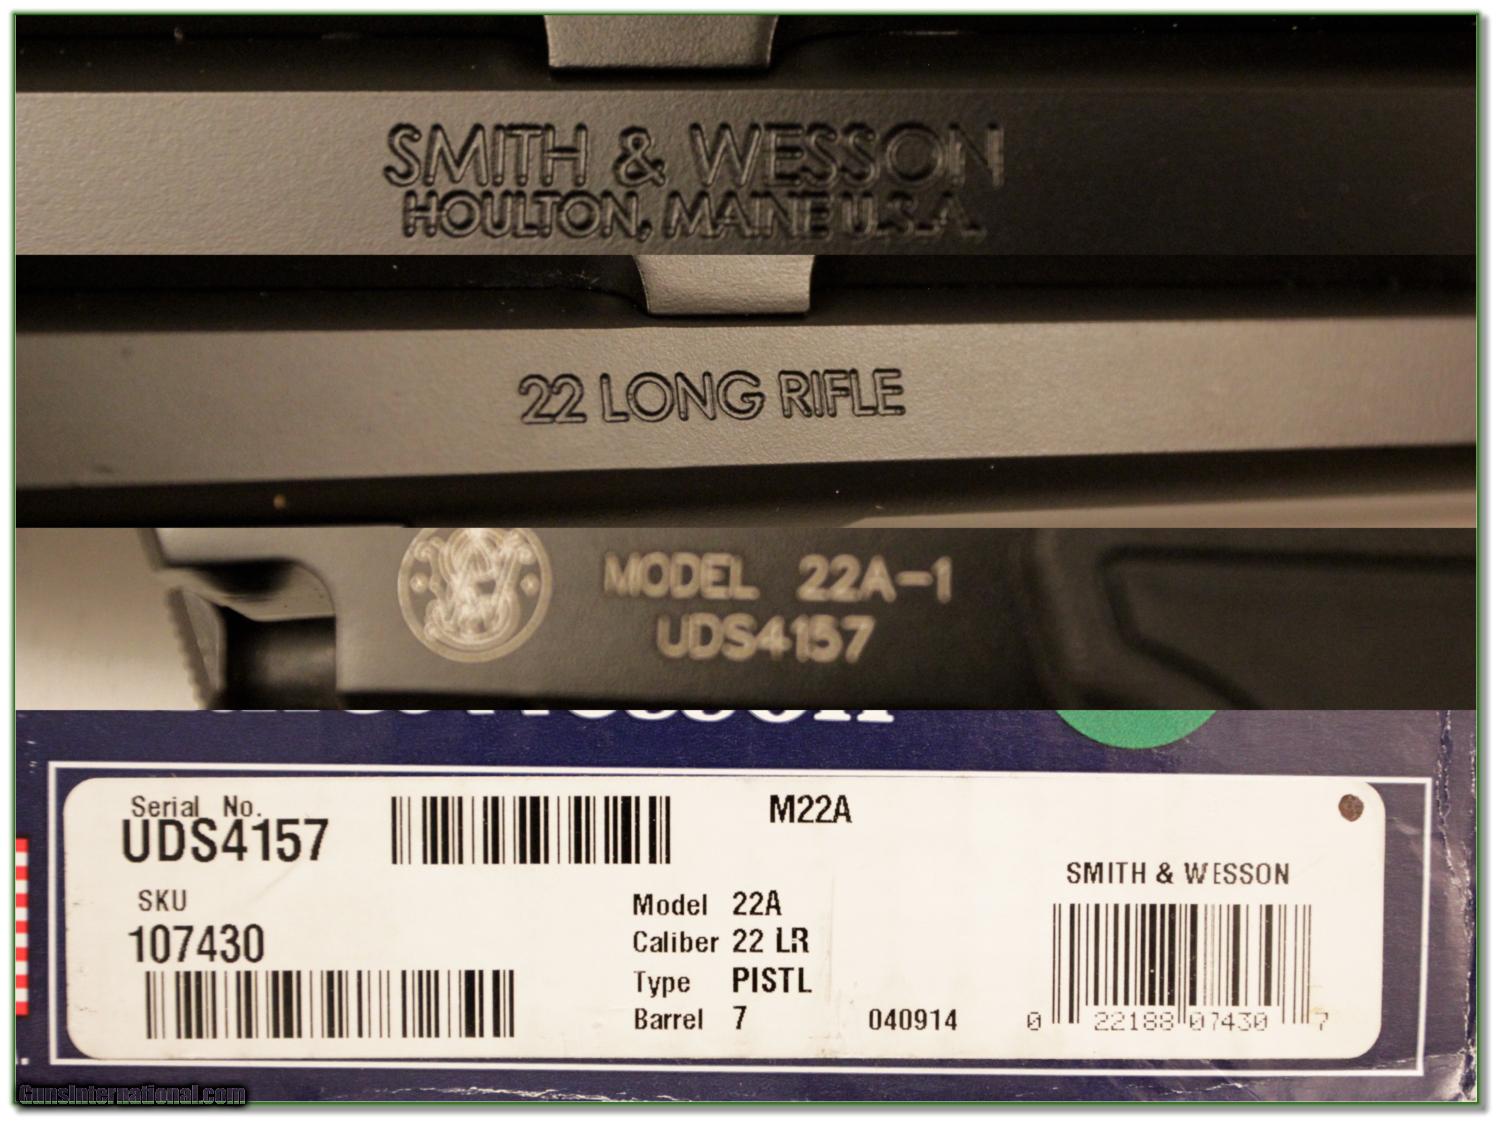 SMITH & WESSON
HOULTON, MAINE U.S.A.
22 LONG RIFLE
MODEL 22A-1
UDS4157
Serial No.
UDS4157
M22A
SKU
107430
Model 22A
Caliber 22 LR
Type PISTL
Barrel 7
040914
SMITH & WESSON
0 22188 07430 7
GunsInternational.com